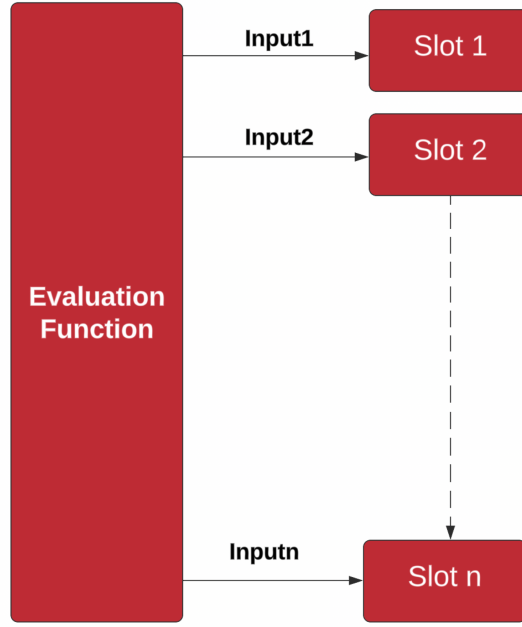 Input1
Slot 1
Input2
Slot 2
Evaluation
Function
Inputn
Slot n